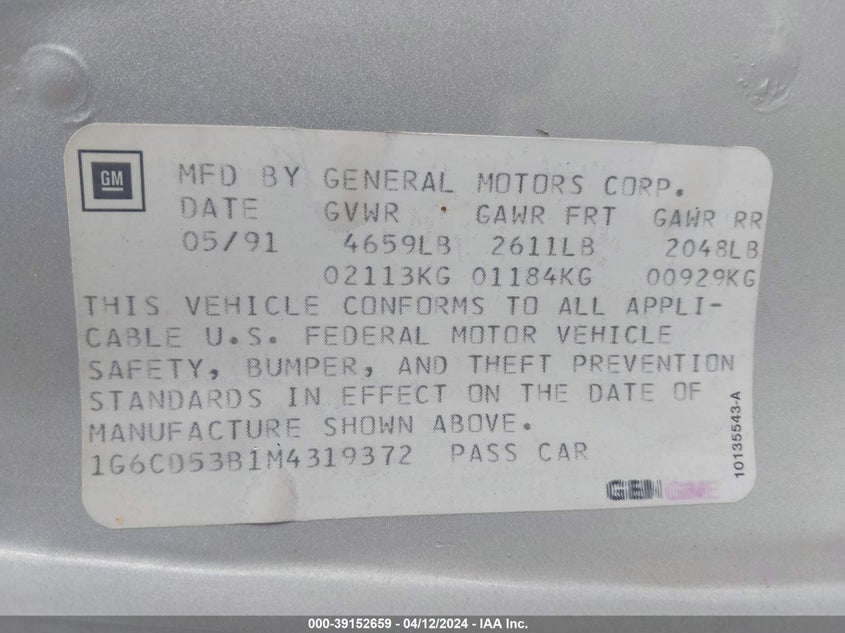 GM
MFD BY GENERAL MOTORS CORP.
DATE GVWR GAWR FRT GAWR RR
05/91 4659LB 2611LB 2048LB
02113KG 01184KG 00929KG
THIS VEHICLE CONFORMS TO ALL APPLI-
CABLE U.S. FEDERAL MOTOR VEHICLE
SAFETY, BUMPER, AND THEFT PREVENTION
STANDARDS IN EFFECT ON THE DATE OF
MANUFACTURE SHOWN ABOVE.
1G6CD53B1M4319372 PASS CAR
10135543-A
000-39152659 - 04/12/2024 - IAA Inc.